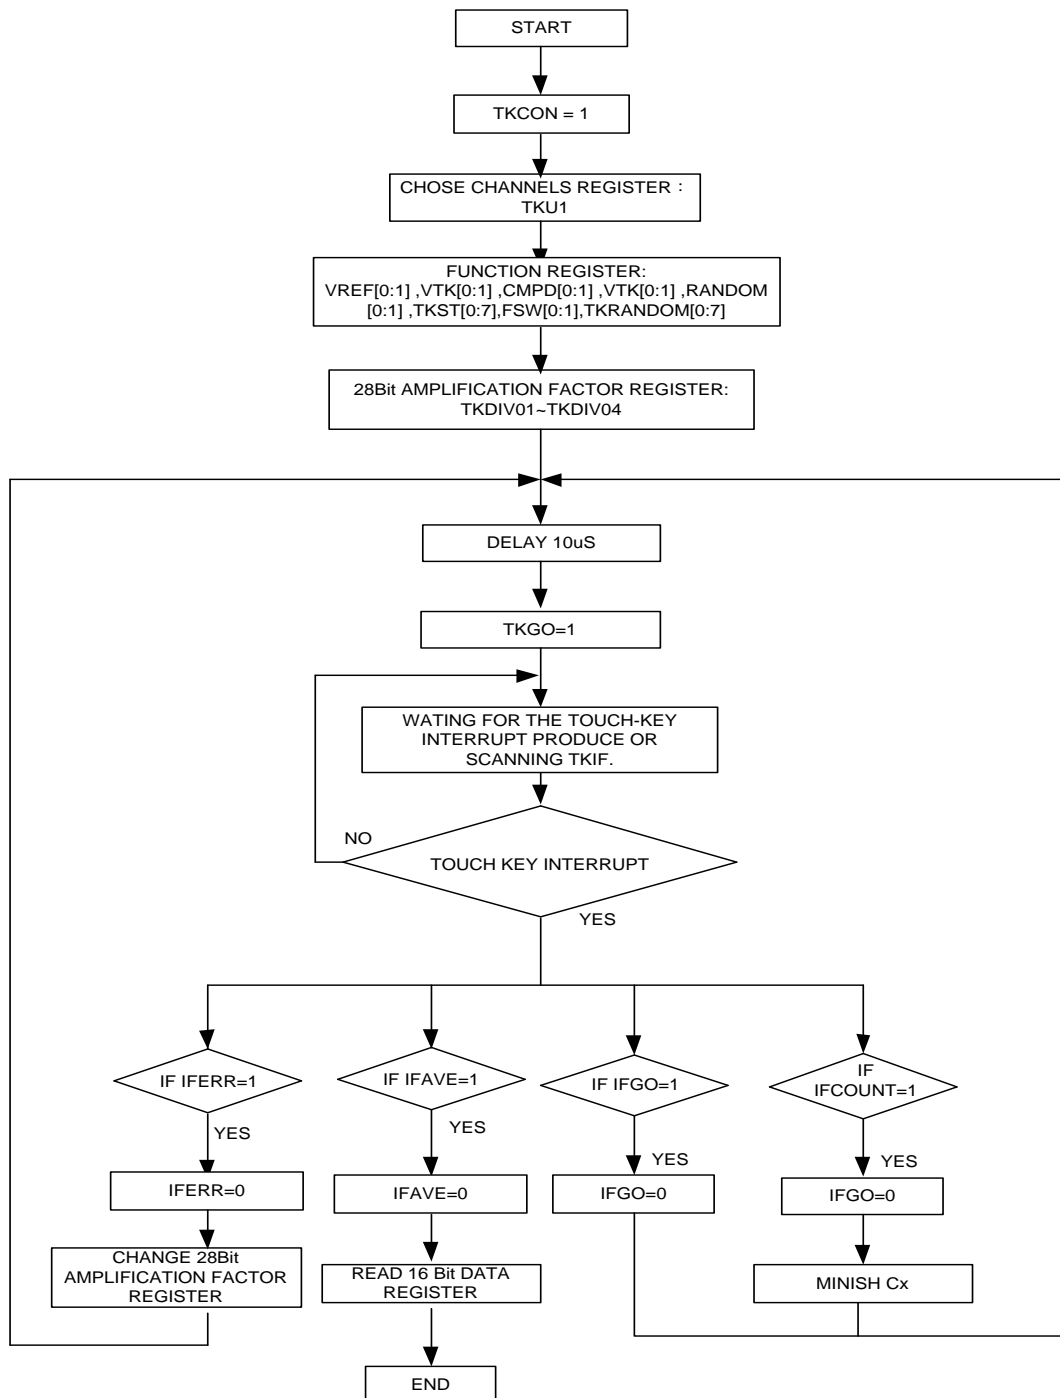 START
TKCON = 1
CHOSE CHANNELS REGISTER：
TKU1
FUNCTION REGISTER:
VREF[0:1] ,VTK[0:1] ,CMPD[0:1] ,VTK[0:1] ,RANDOM
[0:1] ,TKST[0:7],FSW[0:1],TKRANDOM[0:7]
28Bit AMPLIFICATION FACTOR REGISTER:
TKDIV01~TKDIV04
DELAY 10uS
TKGO=1
WATING FOR THE TOUCH-KEY
INTERRUPT PRODUCE OR
SCANNING TKIF.
NO
TOUCH KEY INTERRUPT
YES
IF IFERR=1
IF IFAVE=1
IF IFGO=1
IF
IFCOUNT=1
YES
YES
YES
YES
IFERR=0
IFAVE=0
IFGO=0
IFGO=0
CHANGE 28Bit
AMPLIFICATION FACTOR
REGISTER
READ 16 Bit DATA
REGISTER
MINISH Cx
END